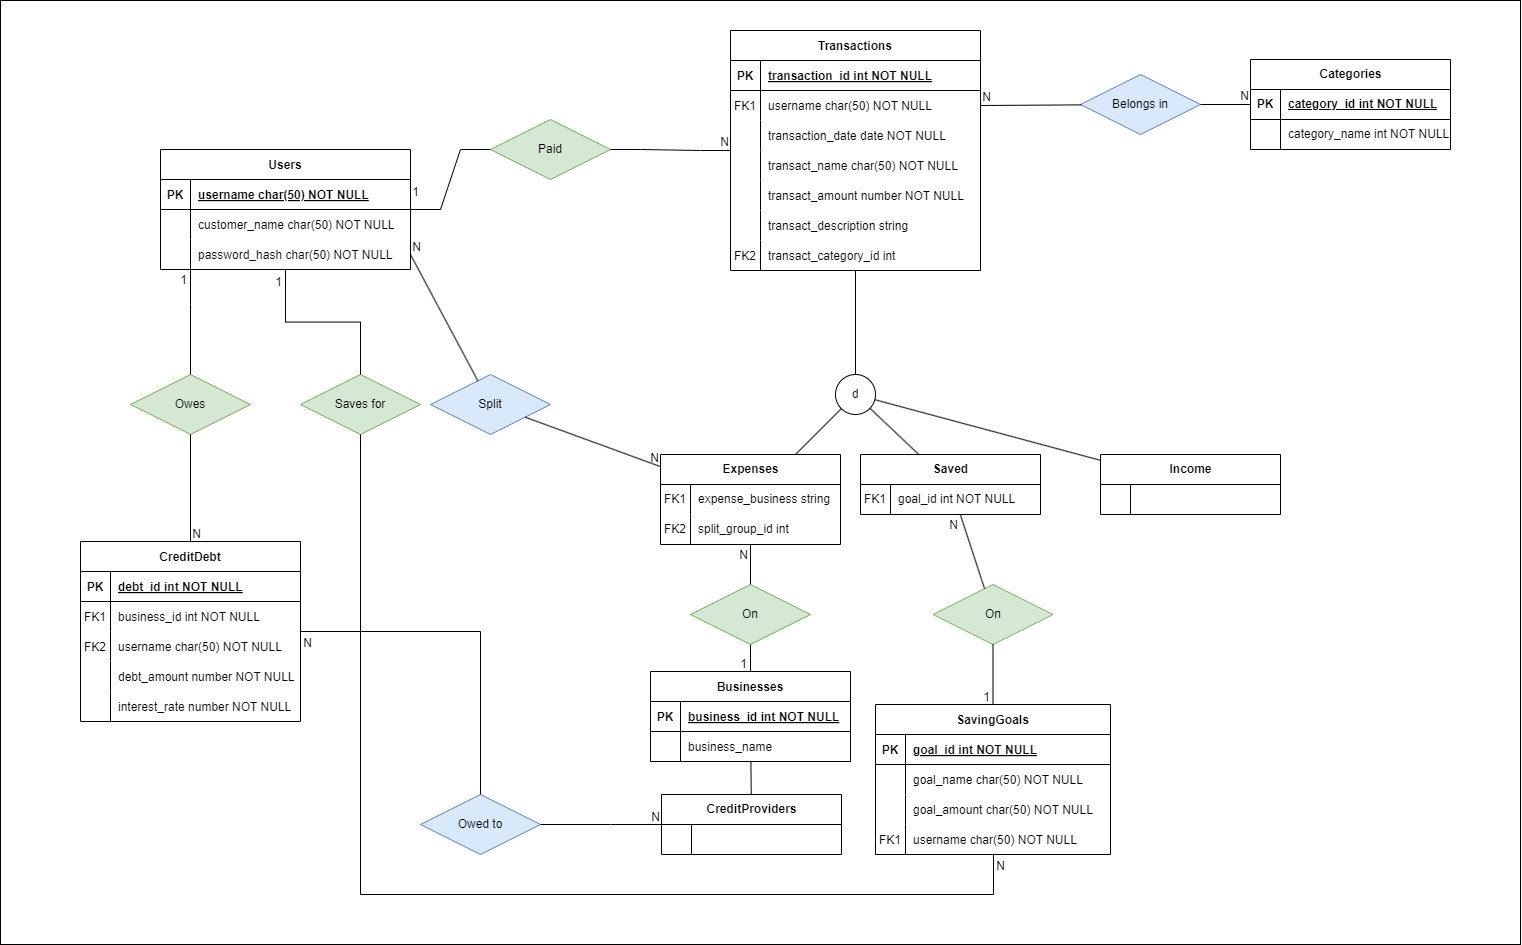 Transactions
PK transaction_id int NOT NULL
FK1 username char(50) NOT NULL
transaction_date date NOT NULL
transact_name char(50) NOT NULL
transact_amount number NOT NULL
transact_description string
FK2 transact_category_id int
N
Belongs in
N
Categories
PK category_id int NOT NULL
category_name int NOT NULL
Users
PK username char(50) NOT NULL
customer_name char(50) NOT NULL
password_hash char(50) NOT NULL
1
Paid
N
N
1
1
Owes
Saves for
Split
d
N
N
Expenses
FK1 expense_business string
FK2 split_group_id int
Saved
FK1 goal_id int NOT NULL
Income
CreditDebt
PK debt_id int NOT NULL
FK1 business_id int NOT NULL
FK2 username char(50) NOT NULL
debt_amount number NOT NULL
interest_rate number NOT NULL
N
N
On
1
N
On
1
Businesses
PK business_id int NOT NULL
business_name
SavingGoals
PK goal_id int NOT NULL
goal_name char(50) NOT NULL
goal_amount char(50) NOT NULL
FK1 username char(50) NOT NULL
N
Owed to
N
CreditProviders